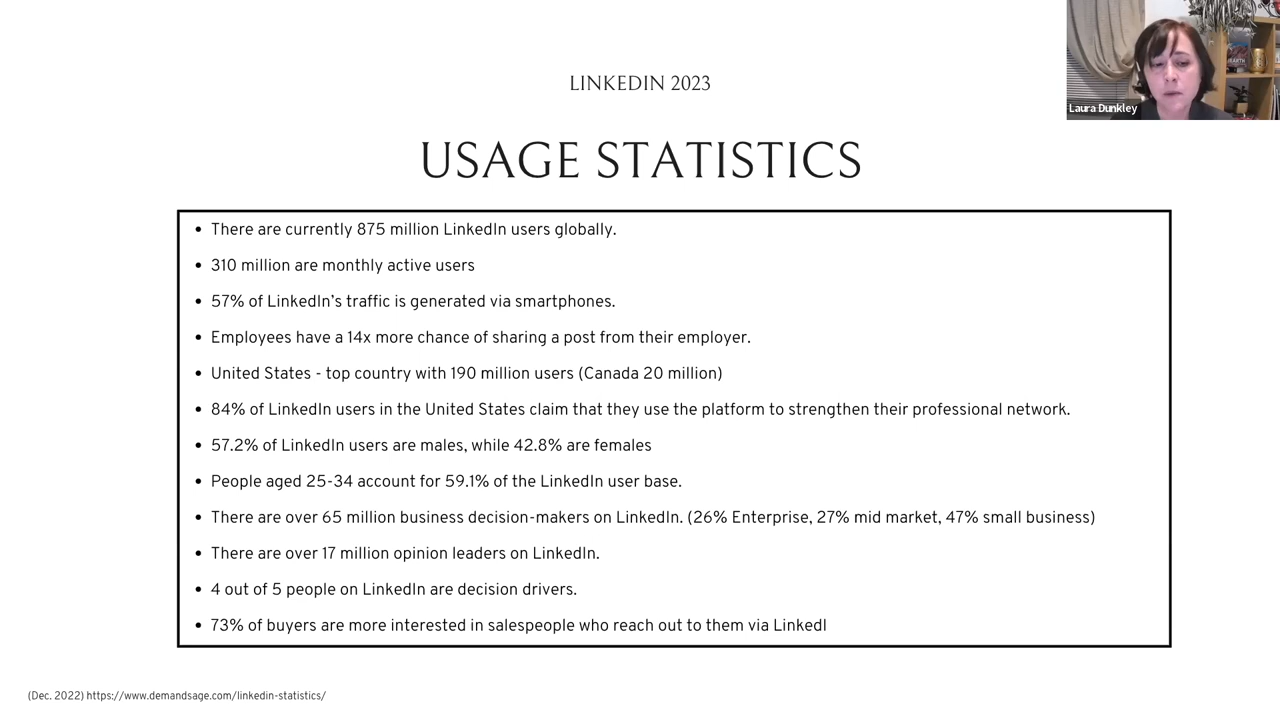 LINKEDIN 2023
Laura Dunkley
USAGE STATISTICS
• There are currently 875 million LinkedIn users globally.
• 310 million are monthly active users
• 57% of LinkedIn’s traffic is generated via smartphones.
• Employees have a 14x more chance of sharing a post from their employer.
• United States - top country with 190 million users (Canada 20 million)
• 84% of LinkedIn users in the United States claim that they use the platform to strengthen their professional network.
• 57.2% of LinkedIn users are males, while 42.8% are females
• People aged 25-34 account for 59.1% of the LinkedIn user base.
• There are over 65 million business decision-makers on LinkedIn. (26% Enterprise, 27% mid market, 47% small business)
• There are over 17 million opinion leaders on LinkedIn.
• 4 out of 5 people on LinkedIn are decision drivers.
• 73% of buyers are more interested in salespeople who reach out to them via LinkedI
(Dec. 2022) https://www.demandsage.com/linkedin-statistics/